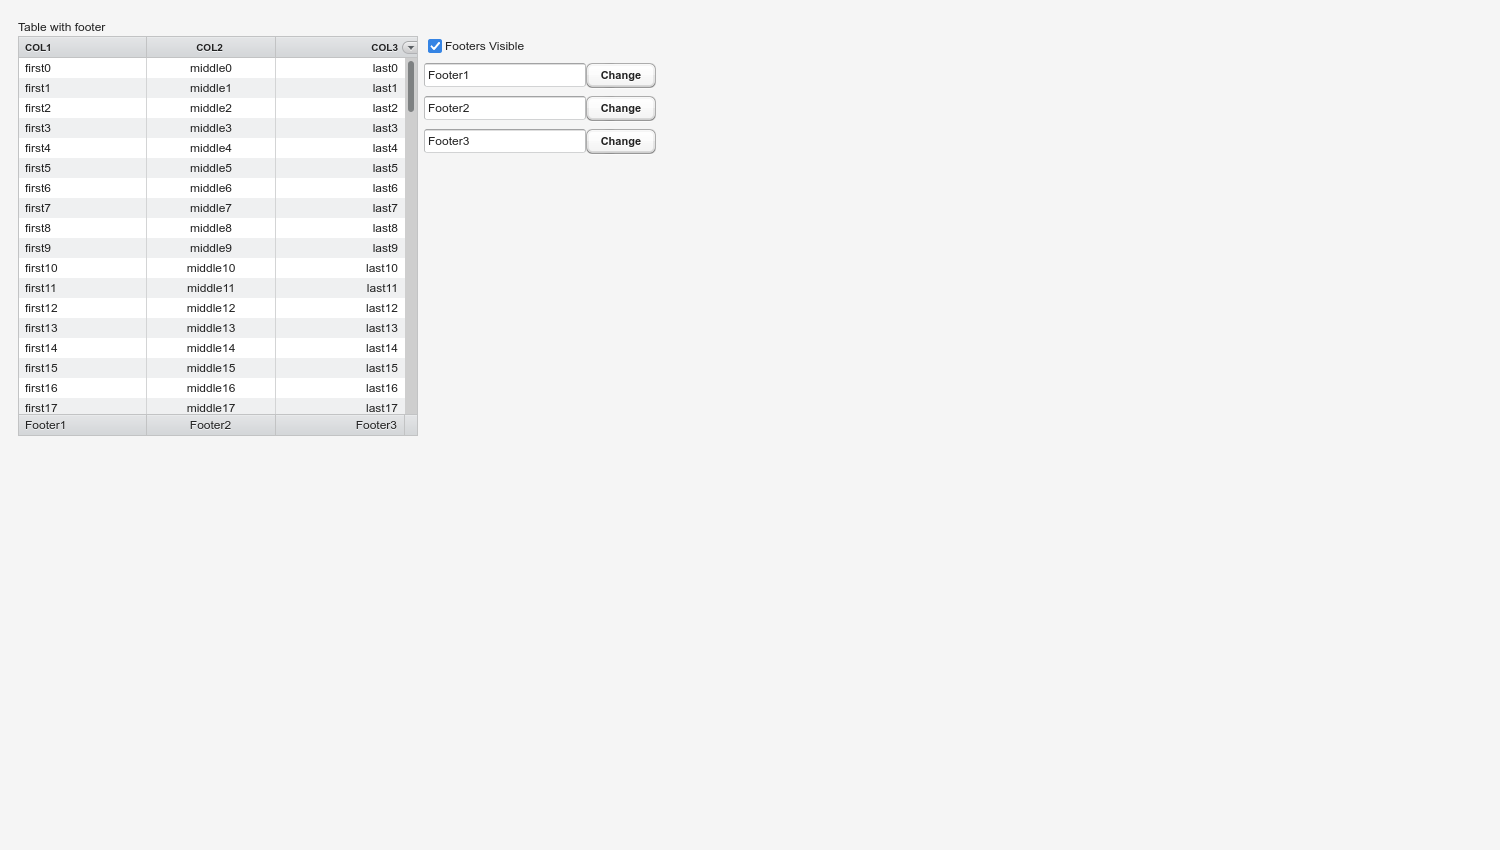 Table with footer
COL1 COL2 COL3
first0 middle0 last0
first1 middle1 last1
first2 middle2 last2
first3 middle3 last3
first4 middle4 last4
first5 middle5 last5
first6 middle6 last6
first7 middle7 last7
first8 middle8 last8
first9 middle9 last9
first10 middle10 last10
first11 middle11 last11
first12 middle12 last12
first13 middle13 last13
first14 middle14 last14
first15 middle15 last15
first16 middle16 last16
first17 middle17 last17
Footer1 Footer2 Footer3
Footers Visible
Footer1 Change
Footer2 Change
Footer3 Change